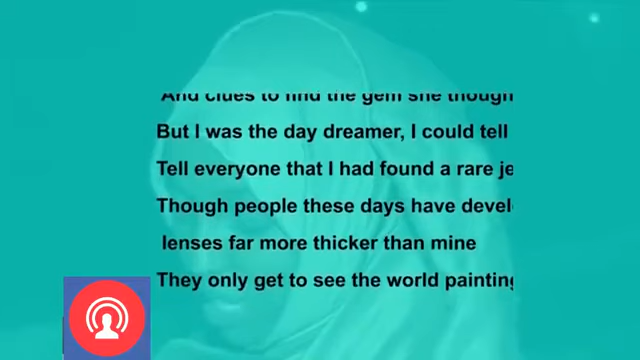 And clues to find the gem she though
But I was the day dreamer, I could tell
Tell everyone that I had found a rare je
Though people these days have devel
lenses far more thicker than mine
They only get to see the world painting